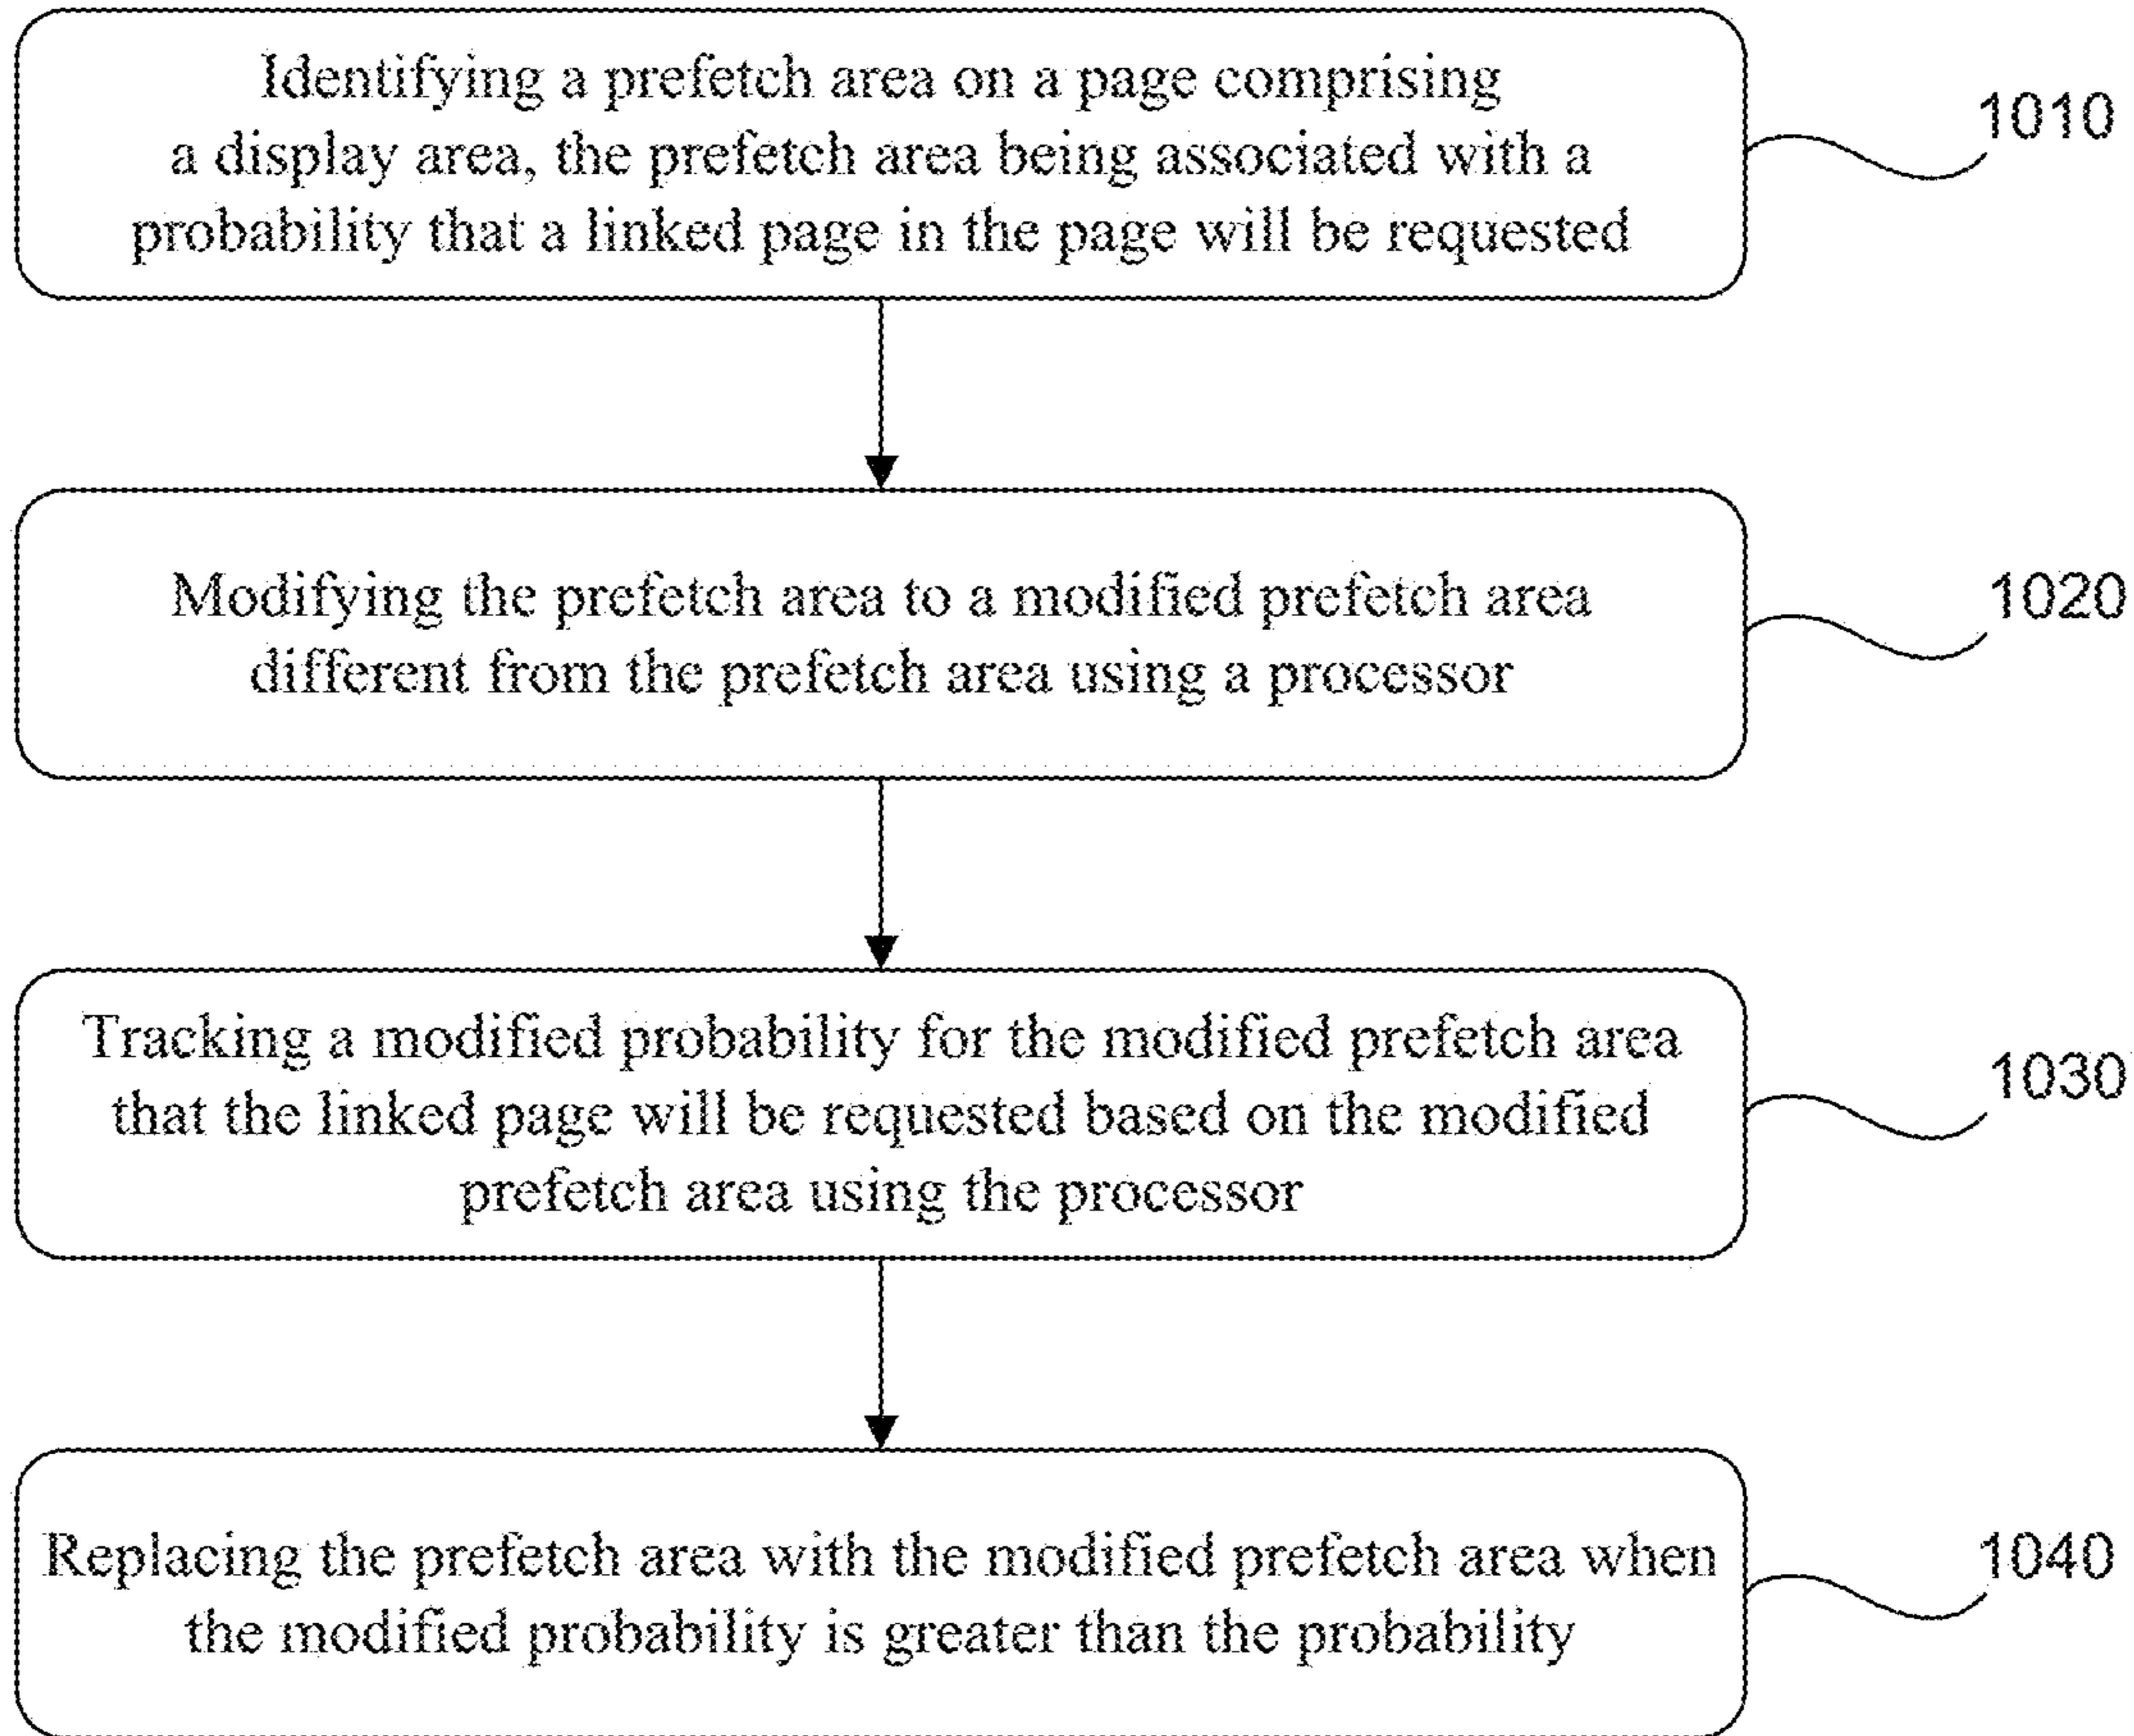 Identifying a prefetch area on a page comprising
a display area, the prefetch area being associated with a
probability that a linked page in the page will be requested
1010
Modifying the prefetch area to a modified prefetch area
different from the prefetch area using a processor
1020
Tracking a modified probability for the modified prefetch area
that the linked page will be requested based on the modified
prefetch area using the processor
1030
Replacing the prefetch area with the modified prefetch area when
the modified probability is greater than the probability
1040